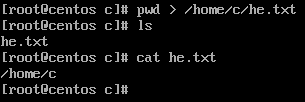 [root@centos c]# pwd > /home/c/he.txt
[root@centos c]# ls
he.txt
[root@centos c]# cat he.txt
/home/c
[root@centos c]#